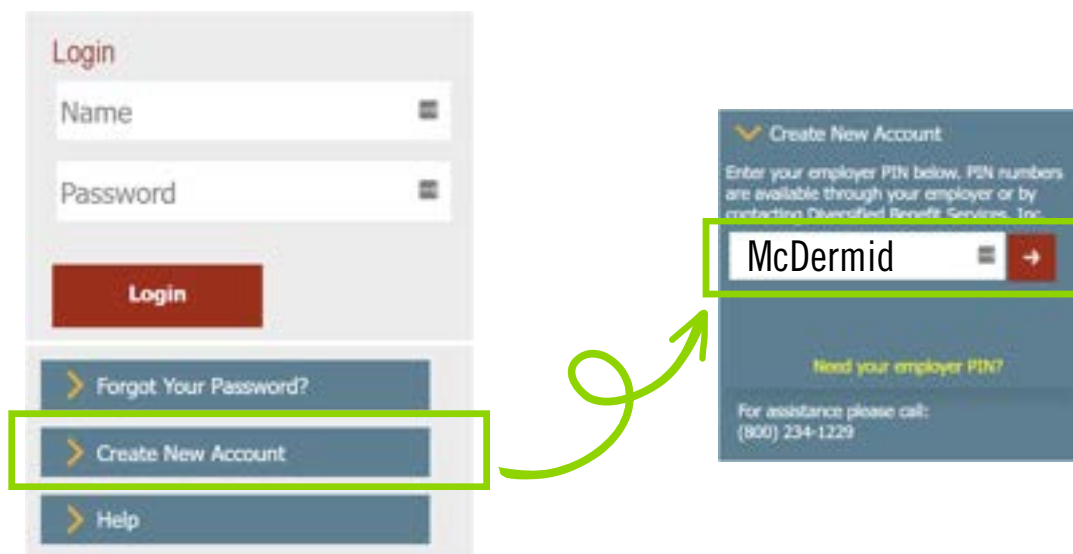 Login
Name
Password
Login
Forgot Your Password?
Create New Account
Help
Create New Account
Enter your employer PIN below. PIN numbers
are available through your employer or by
contacting Diversified Benefit Services, Inc.
McDermid
Need your employer PIN?
For assistance please call:
(800) 234-1229